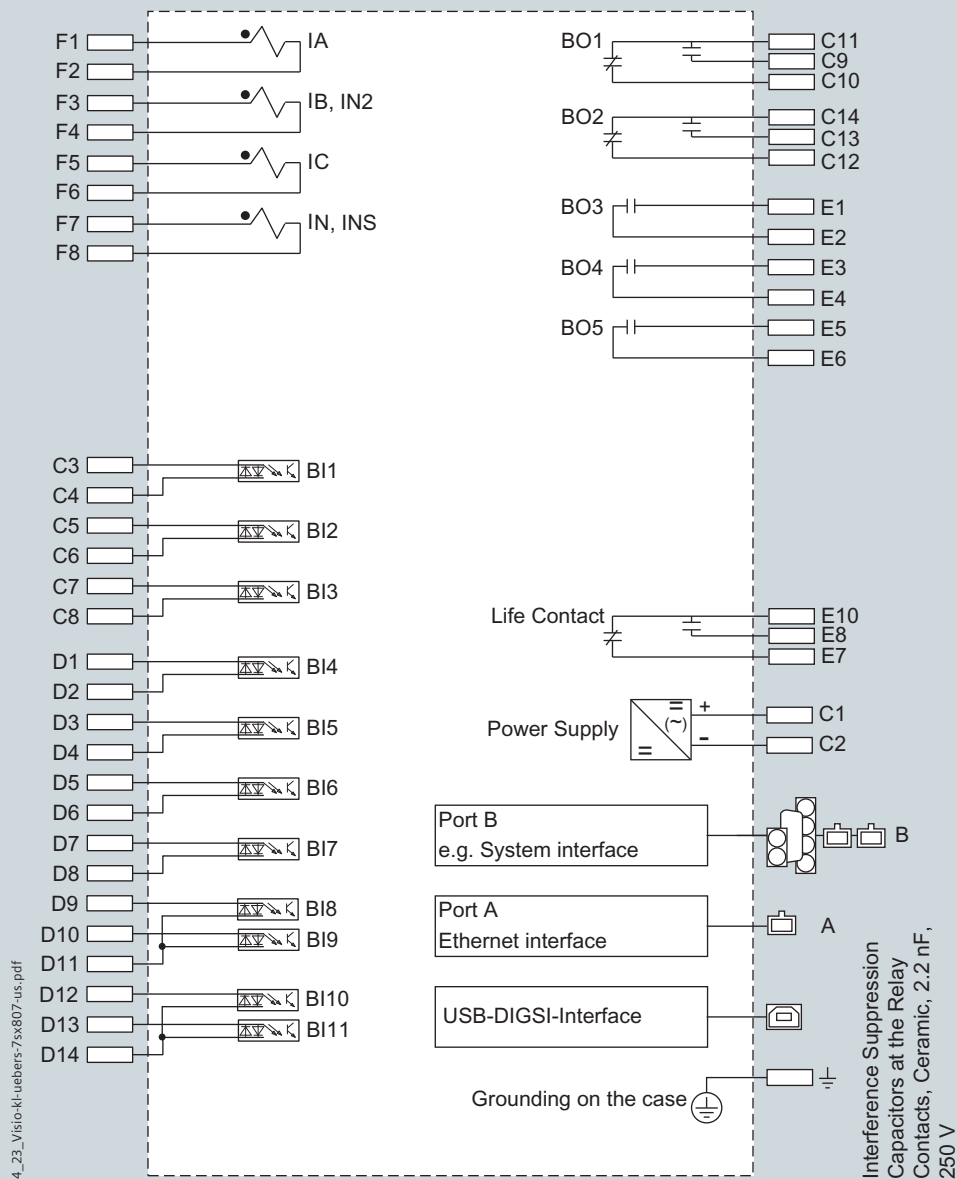 F1
IA
F2
F3
IB, IN2
F4
F5
IC
F6
F7
IN, INS
F8
BO1
C11
C9
C10
BO2
C14
C13
C12
BO3
E1
E2
BO4
E3
E4
BO5
E5
E6
C3
BI1
C4
C5
BI2
C6
C7
BI3
C8
D1
BI4
D2
D3
BI5
D4
D5
BI6
D6
D7
BI7
D8
D9
BI8
D10
BI9
D11
D12
BI10
D13
BI11
D14
Life Contact
E10
E8
E7
Power Supply
= + 
(~)
=
-
C1
C2
Port B
e.g. System interface
B
Port A
Ethernet interface
A
USB-DIGSI-Interface
Grounding on the case
Interference Suppression
Capacitors at the Relay
Contacts, Ceramic, 2.2 nF,
250 V
4_23_Visio-kl-uebers-7sx807-us.pdf